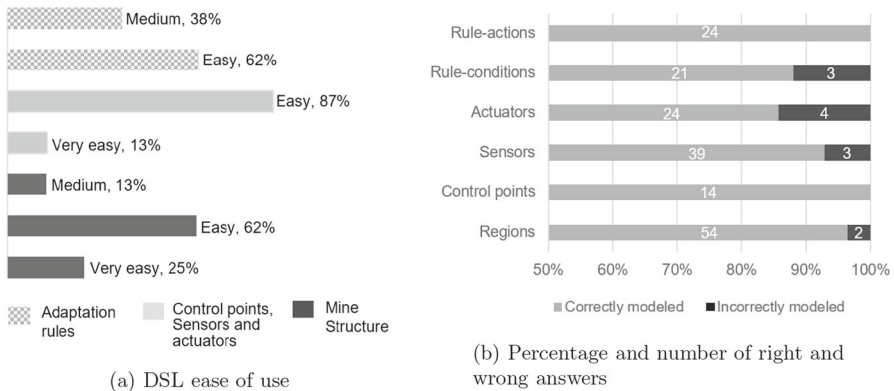 Medium, 38%
Easy, 62%
Easy, 87%
Very easy, 13%
Medium, 13%
Easy, 62%
Very easy, 25%
Adaptation
rules
Control points,
Sensors and
actuators
Mine
Structure
(a) DSL ease of use
Rule-actions
24
Rule-conditions
21
3
Actuators
24
4
Sensors
39
3
Control points
14
Regions
54
2
50%
60%
70%
80%
90%
100%
Correctly modeled
Incorrectly modeled
(b) Percentage and number of right and
wrong answers